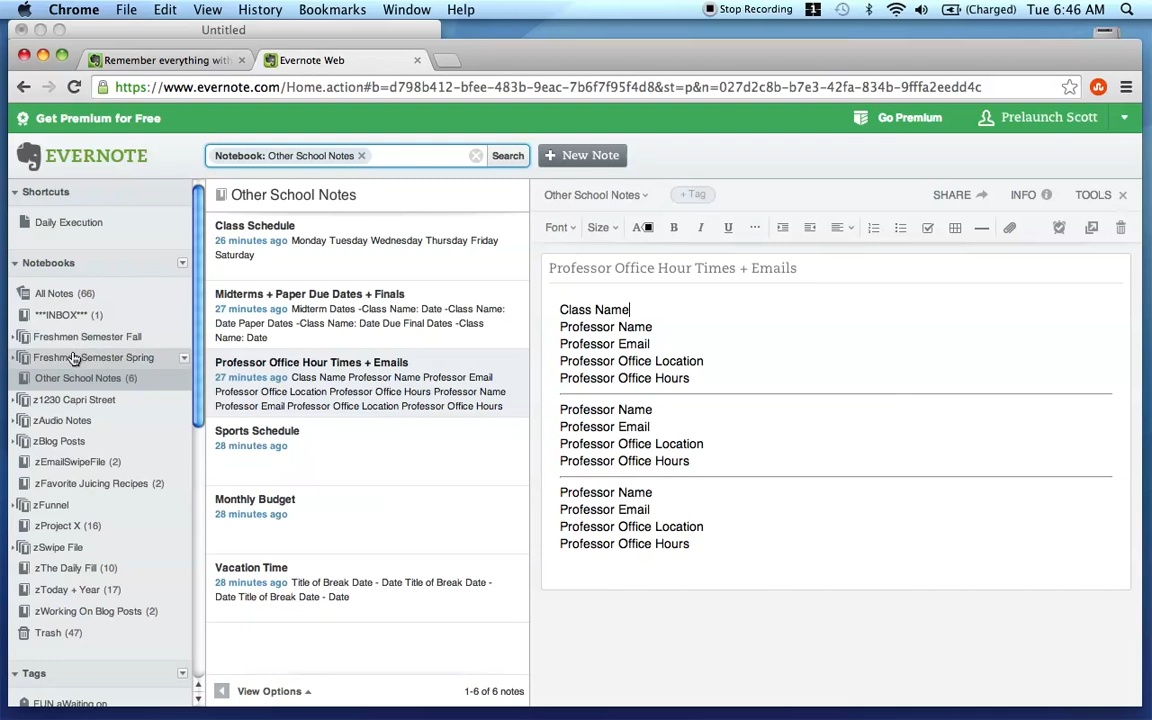 Chrome File Edit View History Bookmarks Window Help Stop Recording 1 (Charged) Tue 6:46 AM
Untitled
Remember everything with Evernote Web
https://www.evernote.com/Home.action#b=d798b412-bfee-483b-9eac-7b6f7f95f4d8&st=p&n=027d2c8b-b7e3-42fa-834b-9fffa2eedd4c
Get Premium for Free Go Premium Prelaunch Scott
EVERNOTE Notebook: Other School Notes Search + New Note
Shortcuts
Daily Execution
Notebooks
All Notes (66)
***INBOX*** (1)
Freshmen Semester Fall
Freshmen Semester Spring
Other School Notes (6)
z1230 Capri Street
zAudio Notes
zBlog Posts
zEmailSwipeFile (2)
zFavorite Juicing Recipes (2)
zFunnel
zProject X (16)
zSwipe File
zThe Daily Fill (10)
zToday + Year (17)
zWorking On Blog Posts (2)
Trash (47)
Tags
Other School Notes
Class Schedule
26 minutes ago Monday Tuesday Wednesday Thursday Friday
Saturday
Midterms + Paper Due Dates + Finals
27 minutes ago Midterm Dates -Class Name: Date -Class Name:
Date Paper Dates -Class Name: Date Due Final Dates -Class
Name: Date
Professor Office Hour Times + Emails
27 minutes ago Class Name Professor Name Professor Email
Professor Office Location Professor Office Hours Professor Name
Professor Email Professor Office Location Professor Office Hours
Sports Schedule
28 minutes ago
Monthly Budget
28 minutes ago
Vacation Time
28 minutes ago Title of Break Date - Date Title of Break Date -
Date Title of Break Date - Date
View Options 1-6 of 6 notes
Other School Notes + Tag SHARE INFO TOOLS
Font Size A B I U ...
Professor Office Hour Times + Emails
Class Name
Professor Name
Professor Email
Professor Office Location
Professor Office Hours
Professor Name
Professor Email
Professor Office Location
Professor Office Hours
Professor Name
Professor Email
Professor Office Location
Professor Office Hours